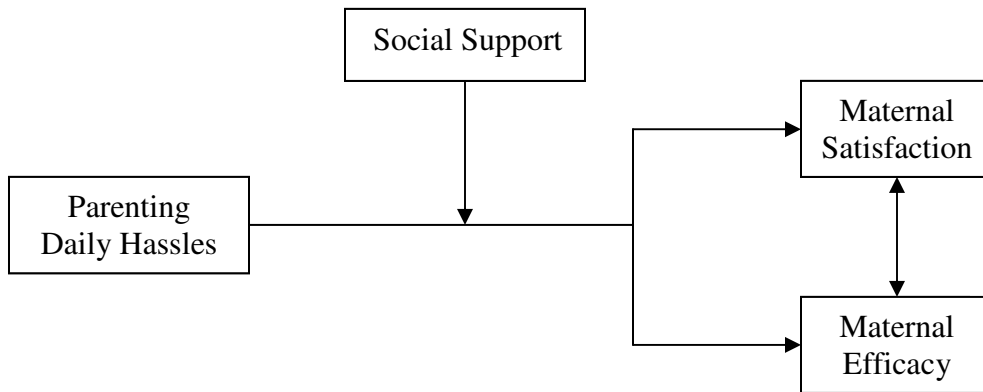 Social Support
Maternal
Satisfaction
Parenting
Daily Hassles
Maternal
Efficacy